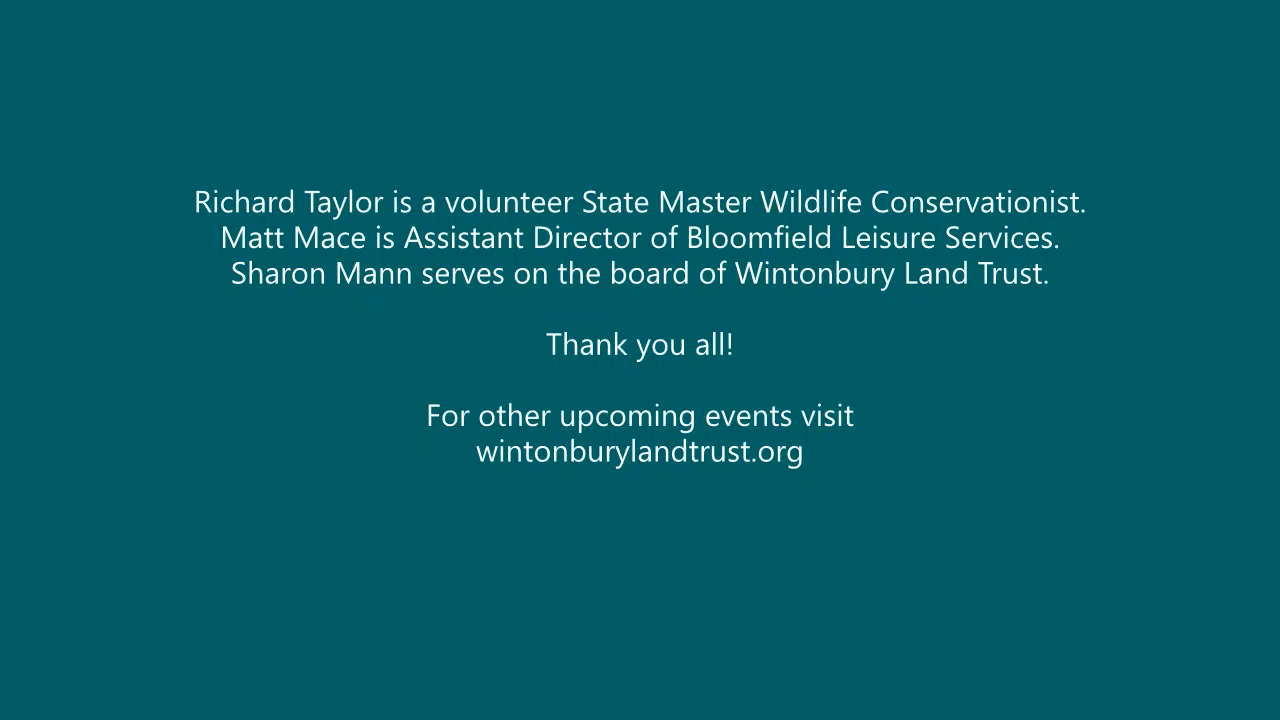 Richard Taylor is a volunteer State Master Wildlife Conservationist.
Matt Mace is Assistant Director of Bloomfield Leisure Services.
Sharon Mann serves on the board of Wintonbury Land Trust.
Thank you all!
For other upcoming events visit
wintonburylandtrust.org